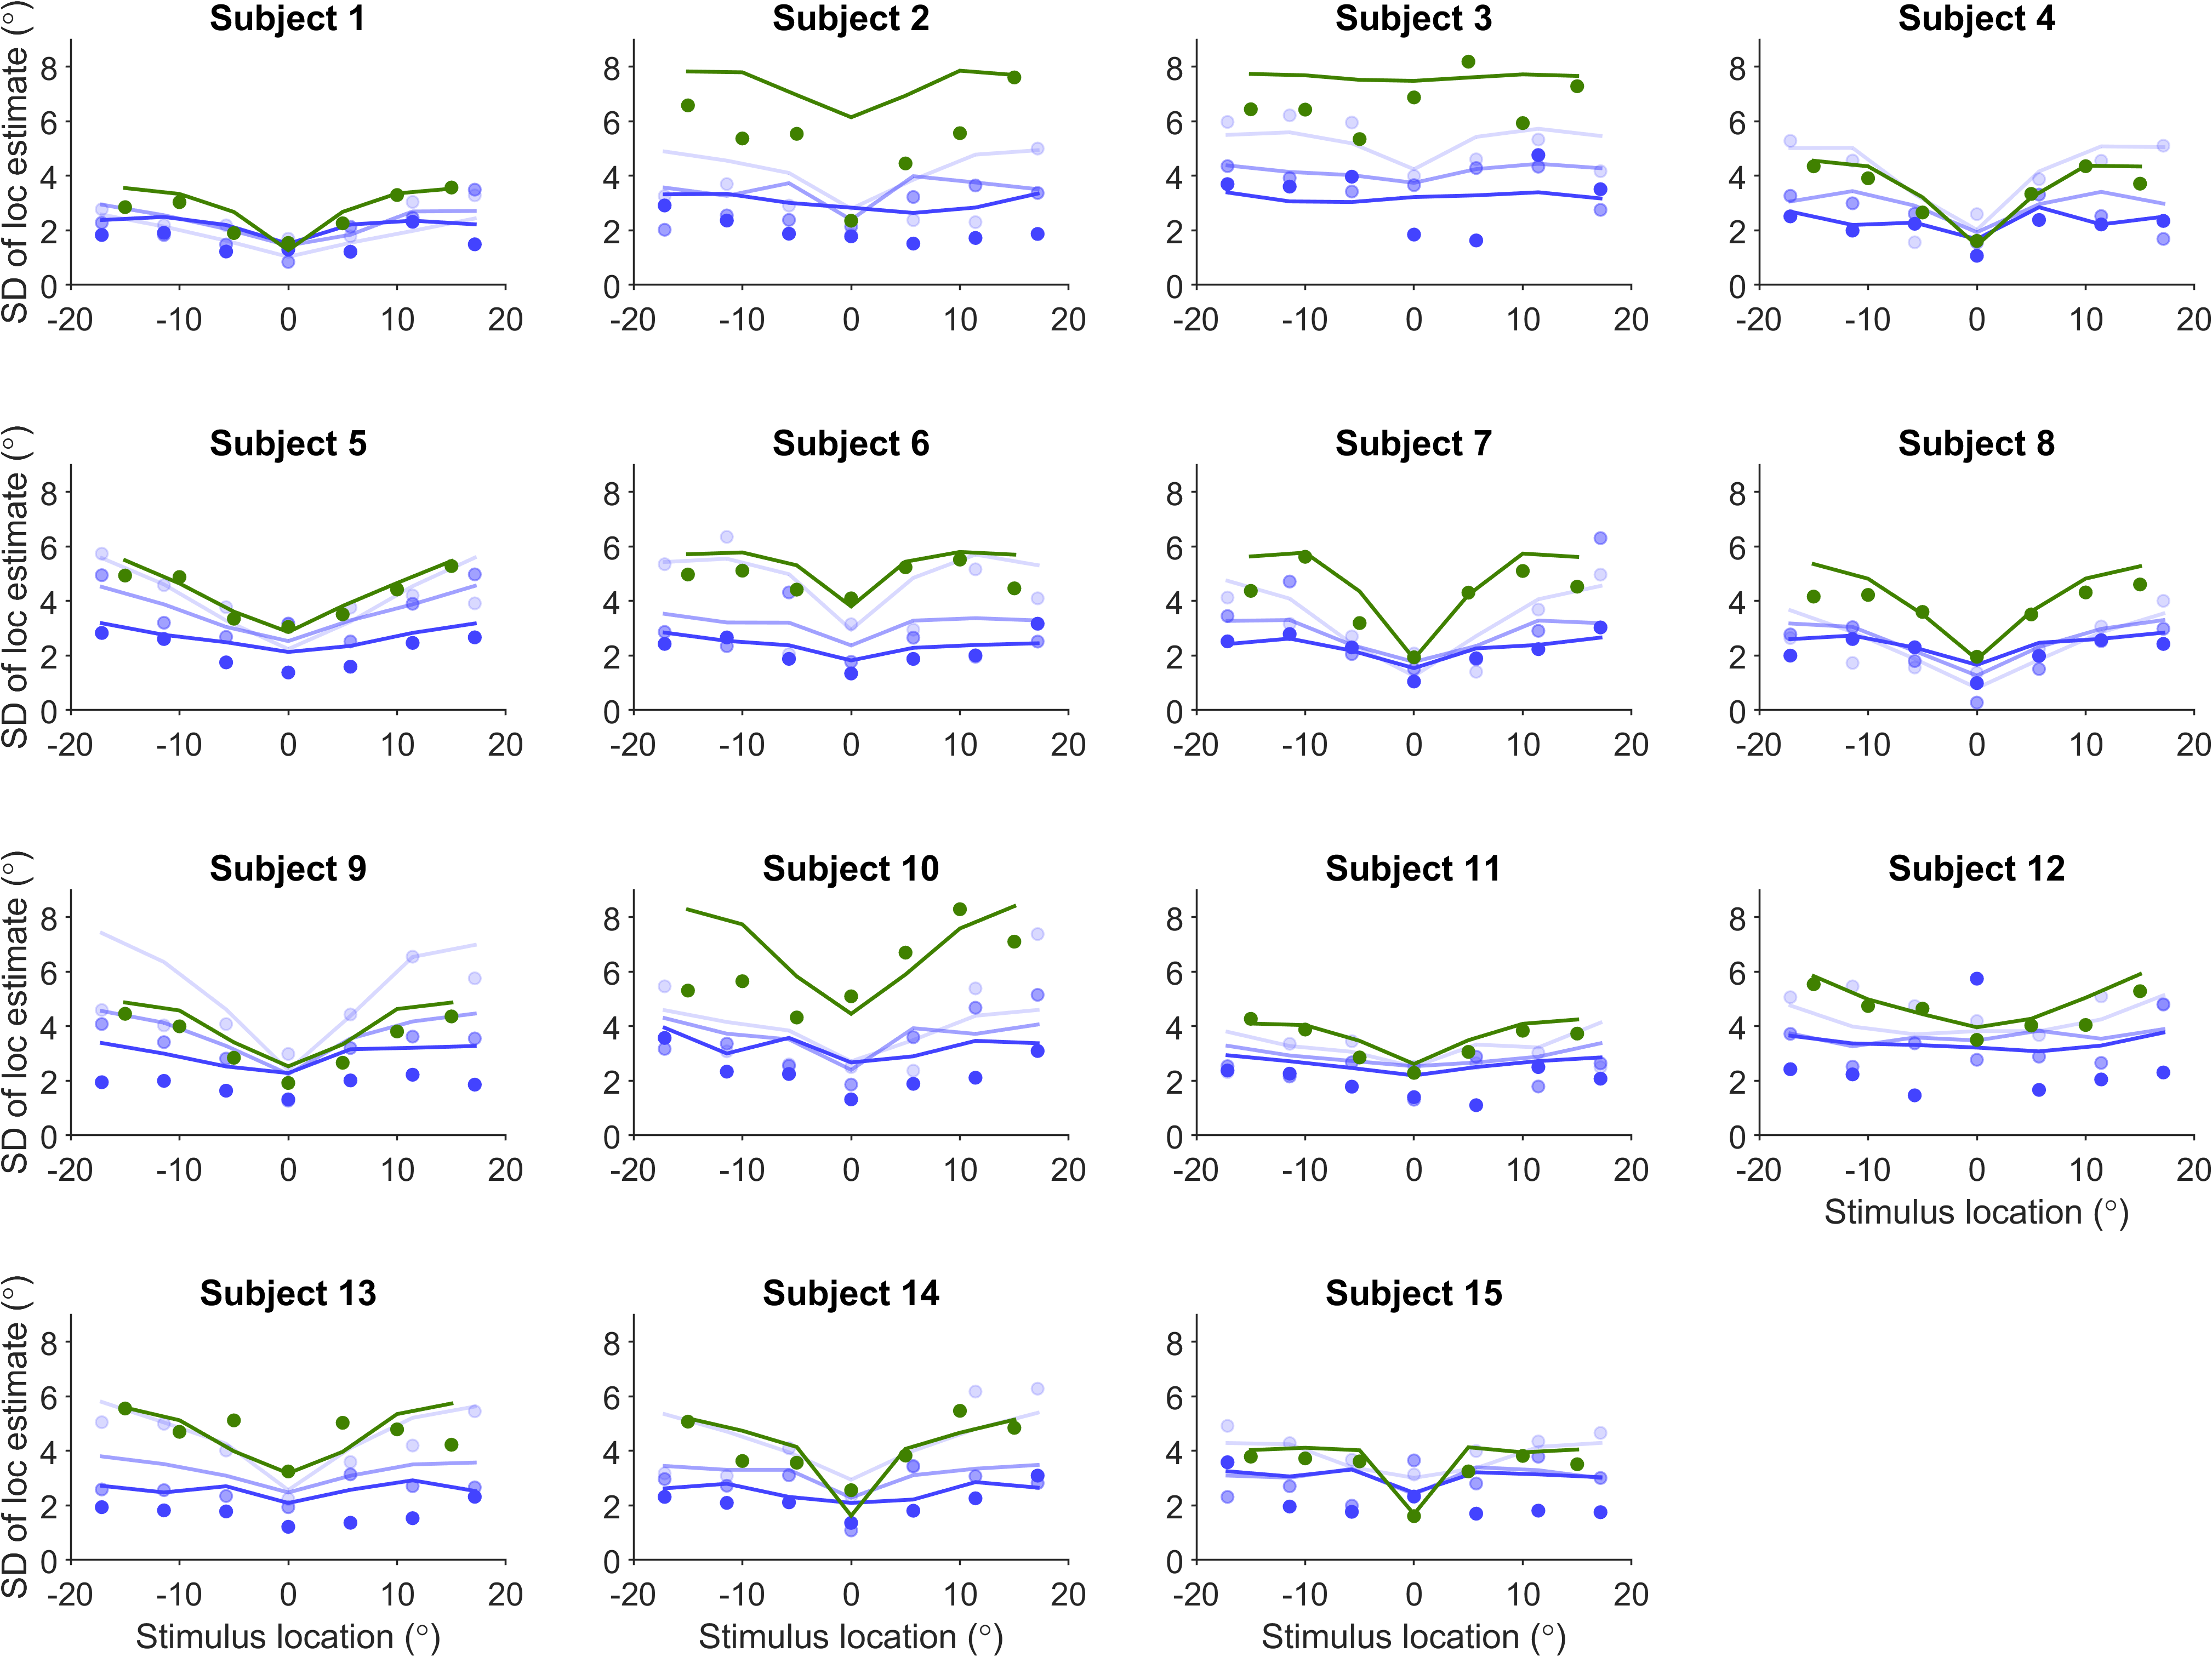 Subject 1 Subject 2 Subject 3 Subject 4
SD of loc estimate (°)
8 8 8 8
6 6 6 6
4 4 4 4
2 2 2 2
0 0 0 0
-20 -10 0 10 20 -20 -10 0 10 20 -20 -10 0 10 20 -20 -10 0 10 20
Subject 5 Subject 6 Subject 7 Subject 8
SD of loc estimate (°)
8 8 8 8
6 6 6 6
4 4 4 4
2 2 2 2
0 0 0 0
-20 -10 0 10 20 -20 -10 0 10 20 -20 -10 0 10 20 -20 -10 0 10 20
Subject 9 Subject 10 Subject 11 Subject 12
SD of loc estimate (°)
8 8 8 8
6 6 6 6
4 4 4 4
2 2 2 2
0 0 0 0
-20 -10 0 10 20 -20 -10 0 10 20 -20 -10 0 10 20 -20 -10 0 10 20
Stimulus location (°)
Subject 13 Subject 14 Subject 15
SD of loc estimate (°)
8 8 8
6 6 6
4 4 4
2 2 2
0 0 0
-20 -10 0 10 20 -20 -10 0 10 20 -20 -10 0 10 20
Stimulus location (°) Stimulus location (°) Stimulus location (°)